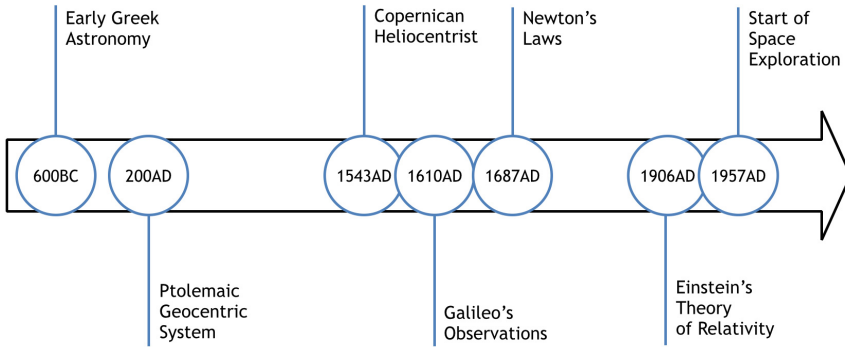 Early Greek
Astronomy
Copernican
Heliocentrist
Newton's
Laws
Start of
Space
Exploration
600BC
200AD
1543AD
1610AD
1687AD
1906AD
1957AD
Ptolemaic
Geocentric
System
Galileo's
Observations
Einstein's
Theory
of Relativity